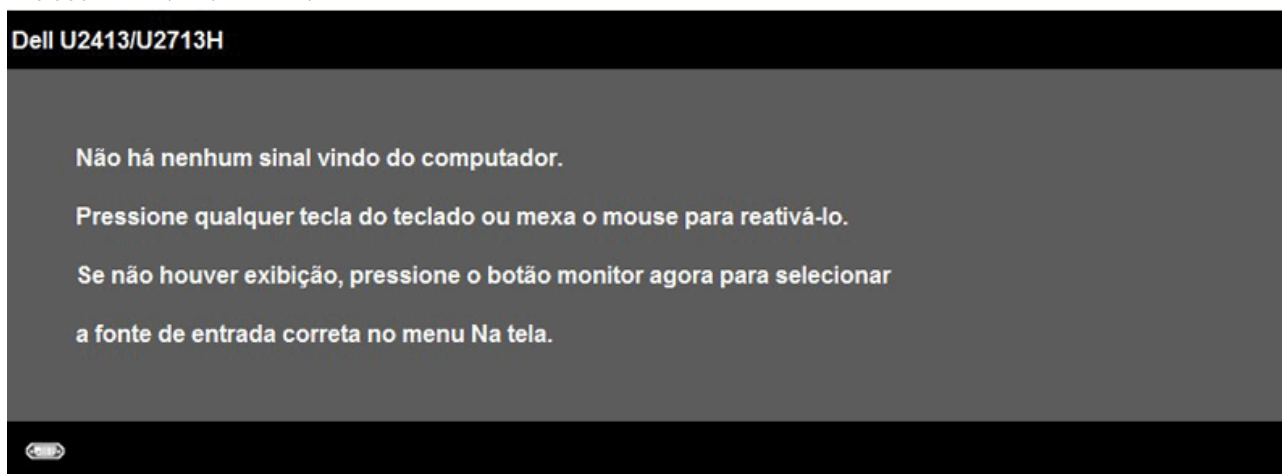 Dell U2413/U2713H
Não há nenhum sinal vindo do computador.
Pressione qualquer tecla do teclado ou mexa o mouse para reativá-lo.
Se não houver exibição, pressione o botão monitor agora para selecionar
a fonte de entrada correta no menu Na tela.